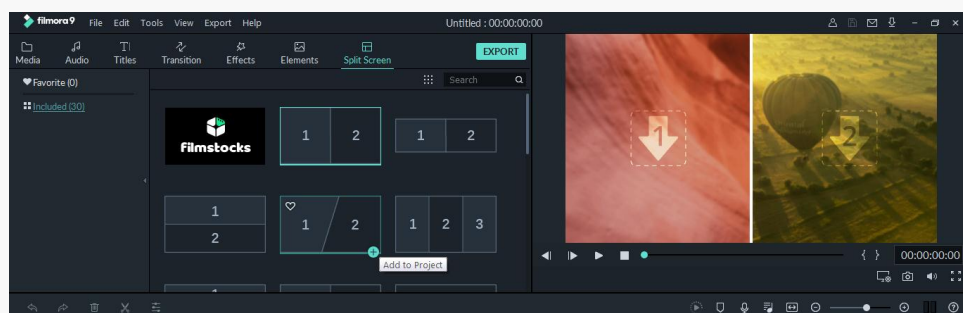 filmora9 File Edit Tools View Export Help Untitled : 00:00:00:00
Media Audio Titles Transition Effects Elements Split Screen EXPORT
Favorite (0) Search
Included (30)
filmstocks 1 2 1 2
1 2
1 2 1 2 3
1
2
Add to Project
{ } 00:00:00:00
1